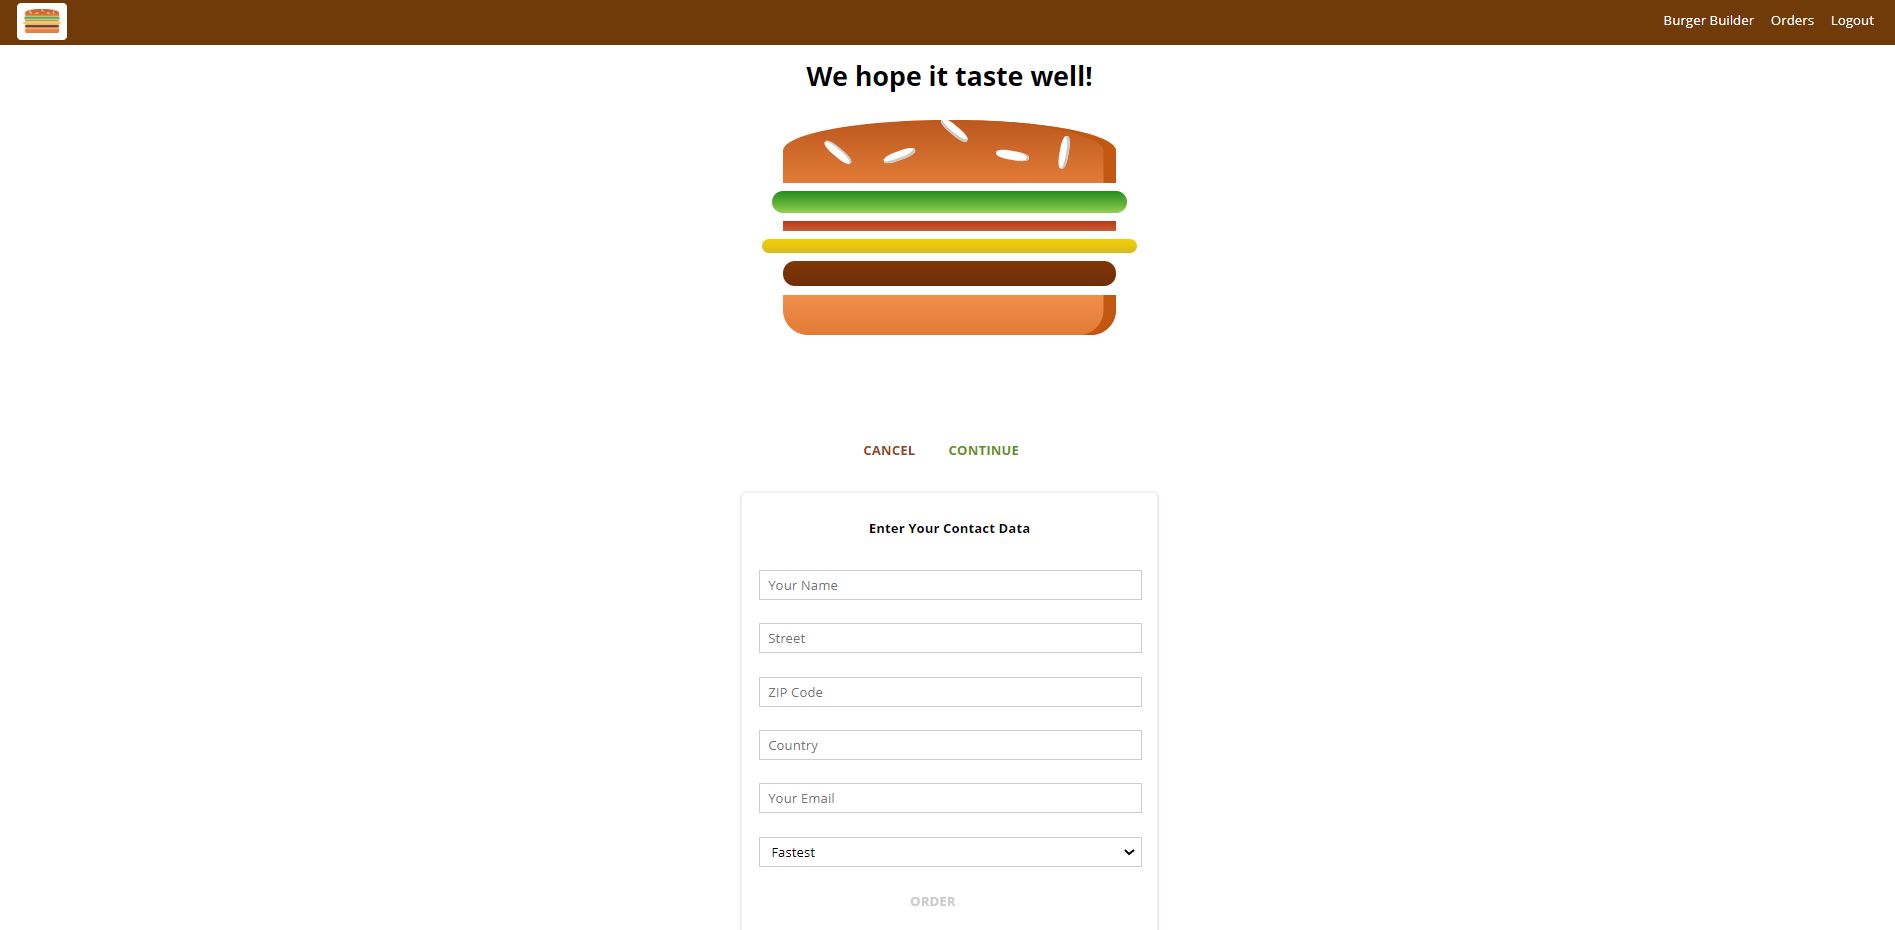 Burger Builder Orders Logout
We hope it taste well!
CANCEL CONTINUE
Enter Your Contact Data
Your Name
Street
ZIP Code
Country
Your Email
Fastest
ORDER